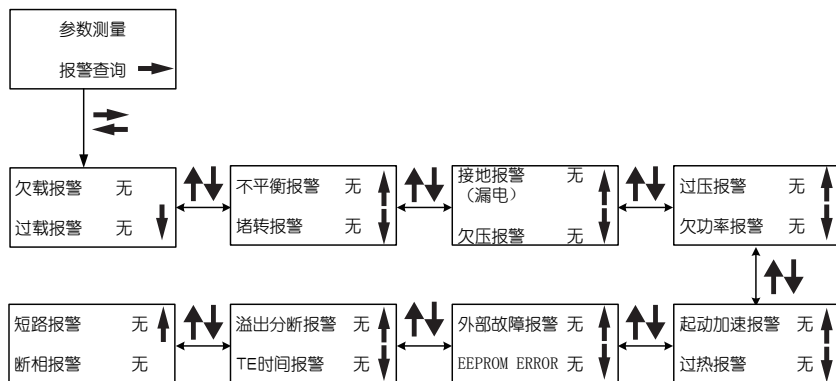 参数测量
报警查询
欠载报警 无
过载报警 无
不平衡报警 无
堵转报警 无
接地报警 无
（漏电）
欠压报警 无
过压报警 无
欠功率报警 无
短路报警 无
断相报警 无
溢出分断报警 无
TE时间报警 无
外部故障报警 无
EEPROM ERROR 无
起动加速报警 无
过热报警 无